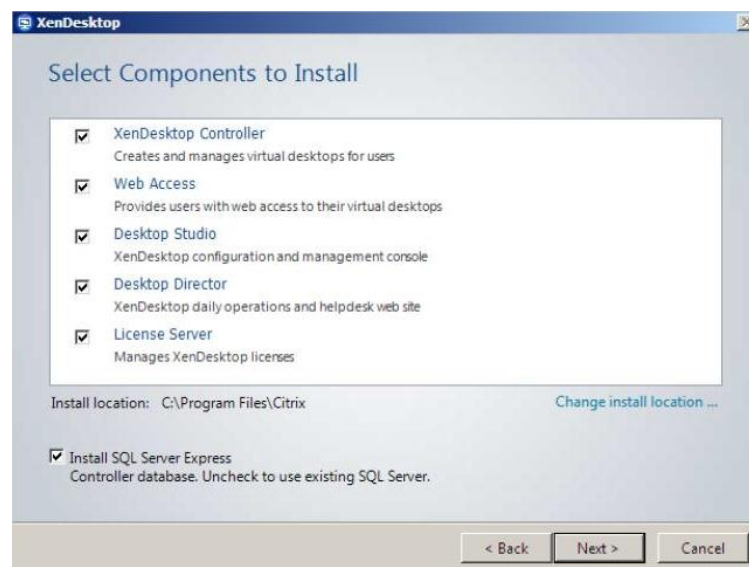 XenDesktop
Select Components to Install
XenDesktop Controller
Creates and manages virtual desktops for users
Web Access
Provides users with web access to their virtual desktops
Desktop Studio
XenDesktop configuration and management console
Desktop Director
XenDesktop daily operations and helpdesk web site
License Server
Manages XenDesktop licenses
Install location: C:\Program Files\Citrix Change install location ...
Install SQL Server Express
Controller database. Uncheck to use existing SQL Server.
< Back Next > Cancel